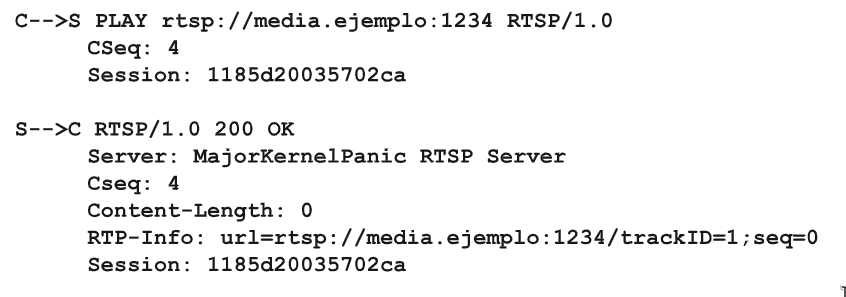 C-->S PLAY rtsp://media.ejemplo:1234 RTSP/1.0
CSeq: 4
Session: 1185d20035702ca
S-->C RTSP/1.0 200 OK
Server: MajorKernelPanic RTSP Server
Cseq: 4
Content-Length: 0
RTP-Info: url=rtsp://media.ejemplo:1234/trackID=1;seq=0
Session: 1185d20035702ca